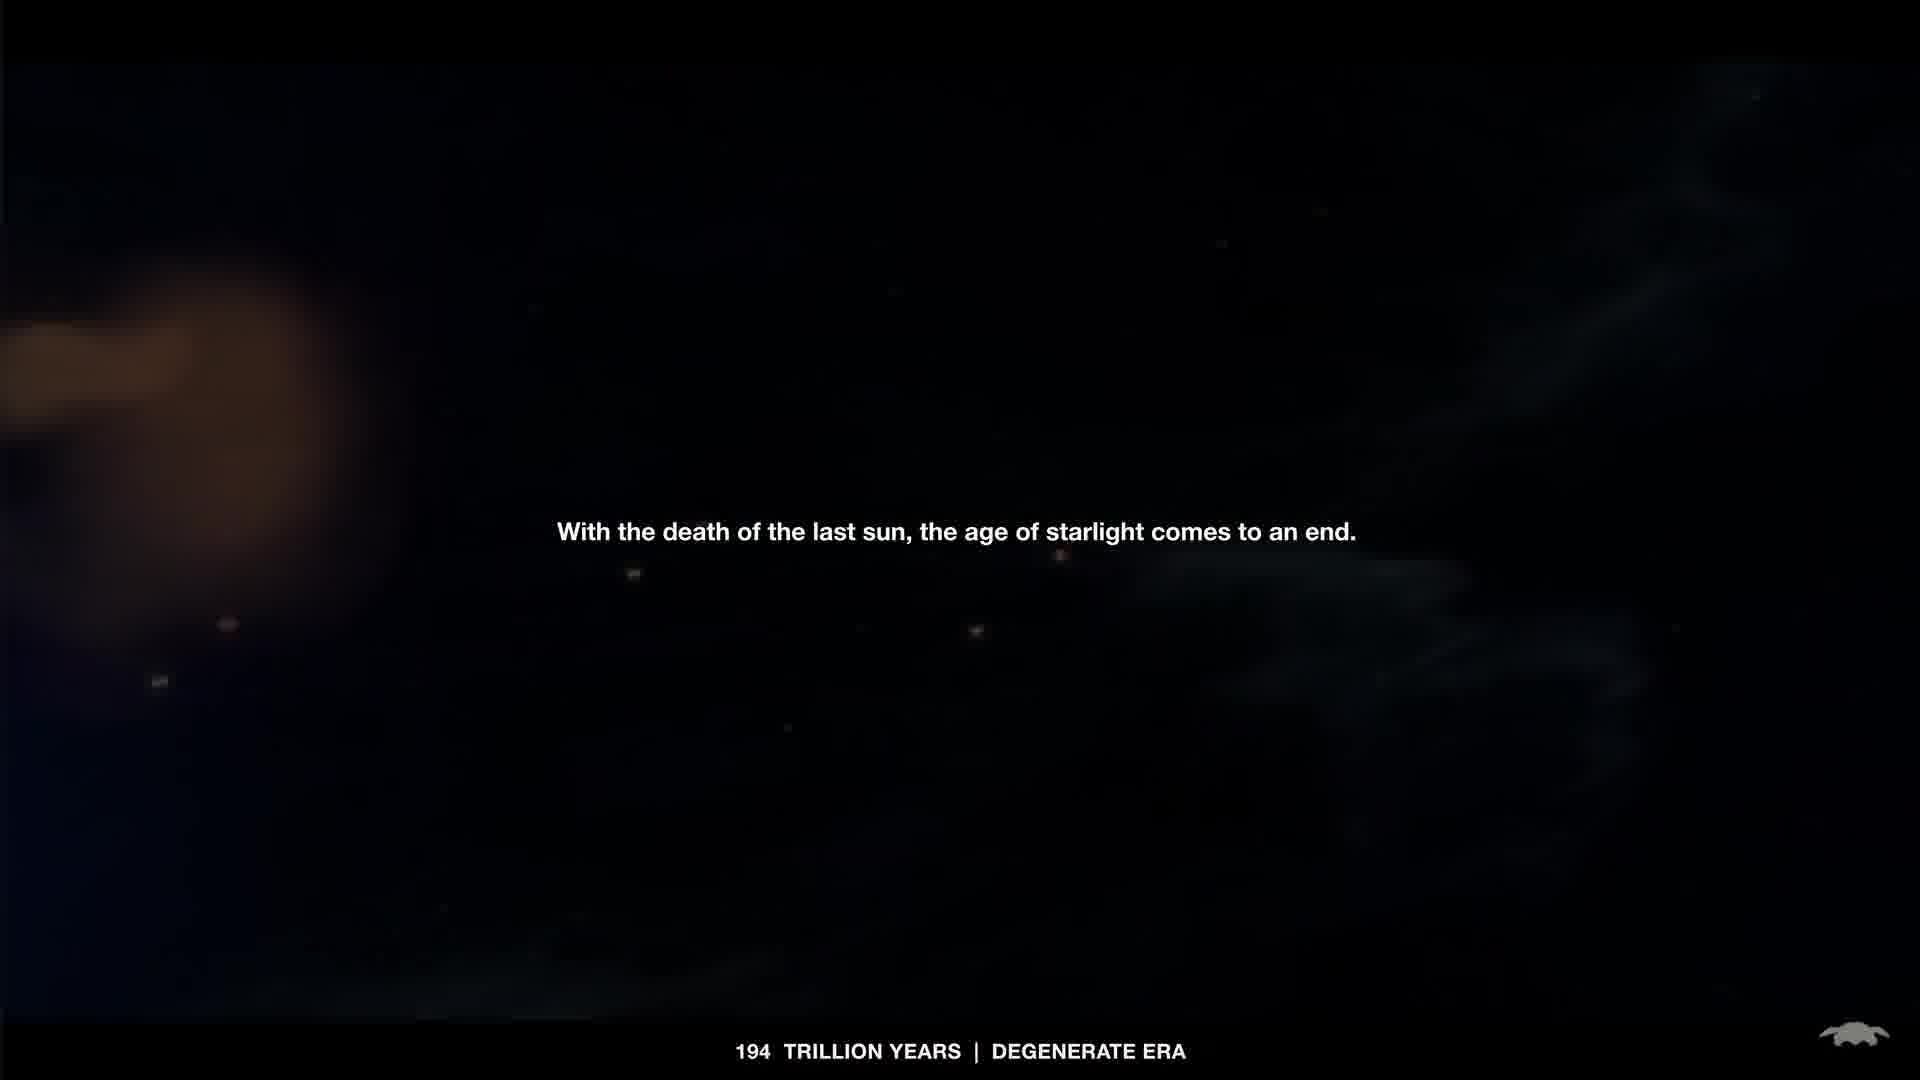 With the death of the last sun, the age of starlight comes to an end.
194 TRILLION YEARS | DEGENERATE ERA